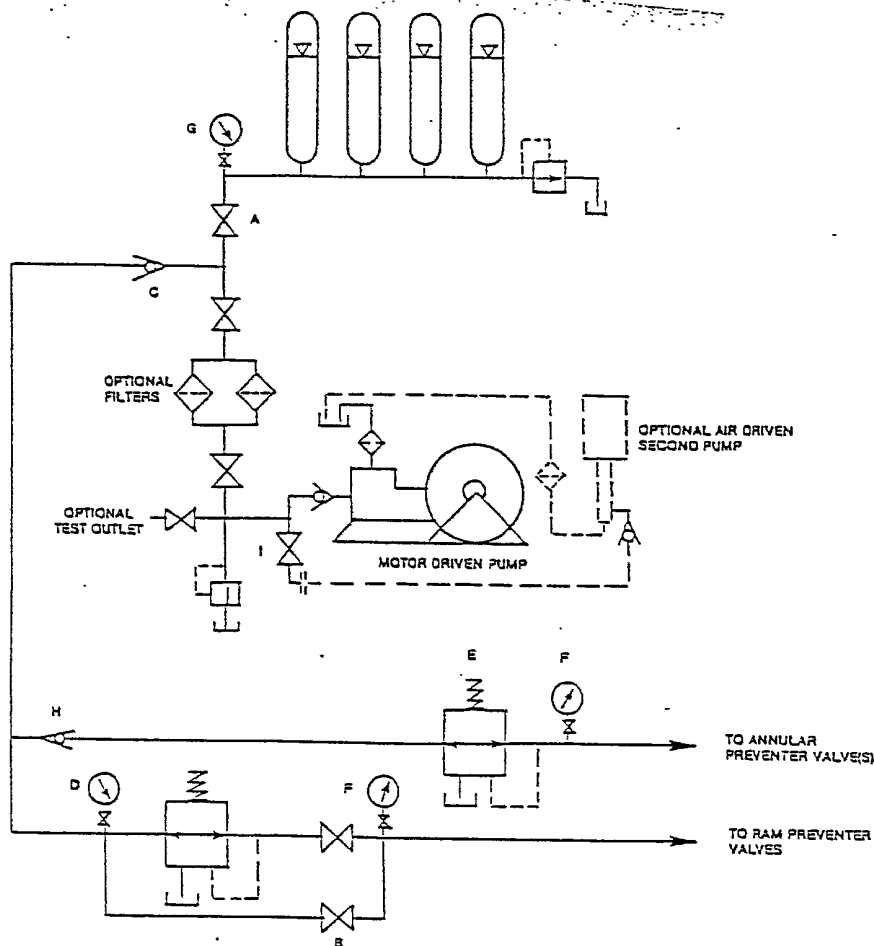 G
A
C
OPTIONAL
FILTERS
OPTIONAL AIR DRIVEN
SECOND PUMP
OPTIONAL
TEST OUTLET
I
MOTOR DRIVEN PUMP
E
F
H
TO ANNULAR
PREVENTER VALVE(S)
D
F
TO RAM PREVENTER
VALVES
B